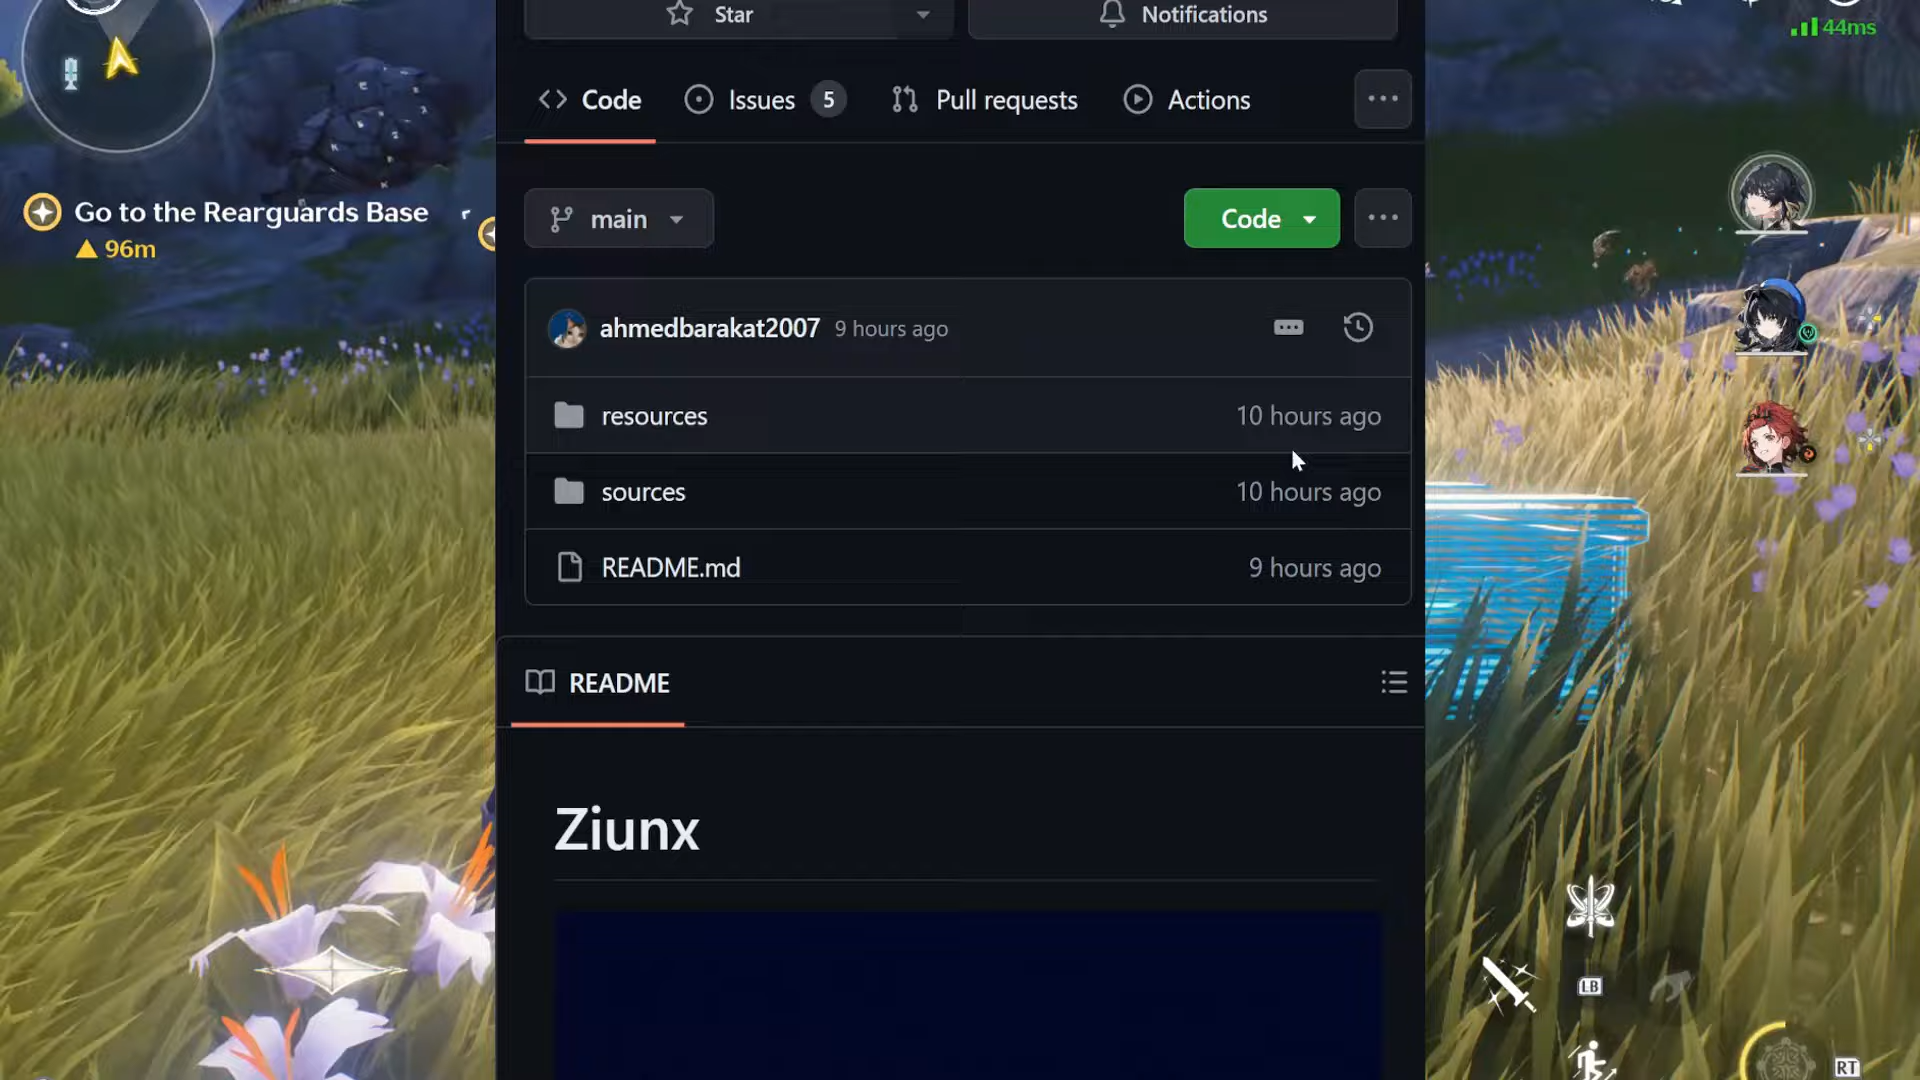 Star
Notifications
44ms
Code
Issues 5
Pull requests
Actions
Go to the Rearguards Base
96m
main
Code
ahmedbarakat2007 9 hours ago
resources 10 hours ago
sources 10 hours ago
README.md 9 hours ago
README
Ziunx
LB
RT